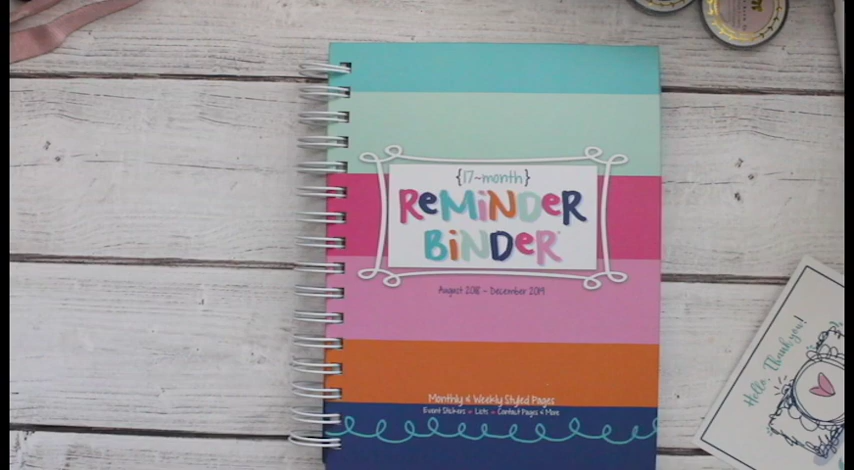 {17~month}
ReMiNDeR
BiNDeR®
August 2018 - December 2019
Monthly & Weekly Styled Pages
Event Stickers • Lists • Contact Pages & More
Hello, Thank you!